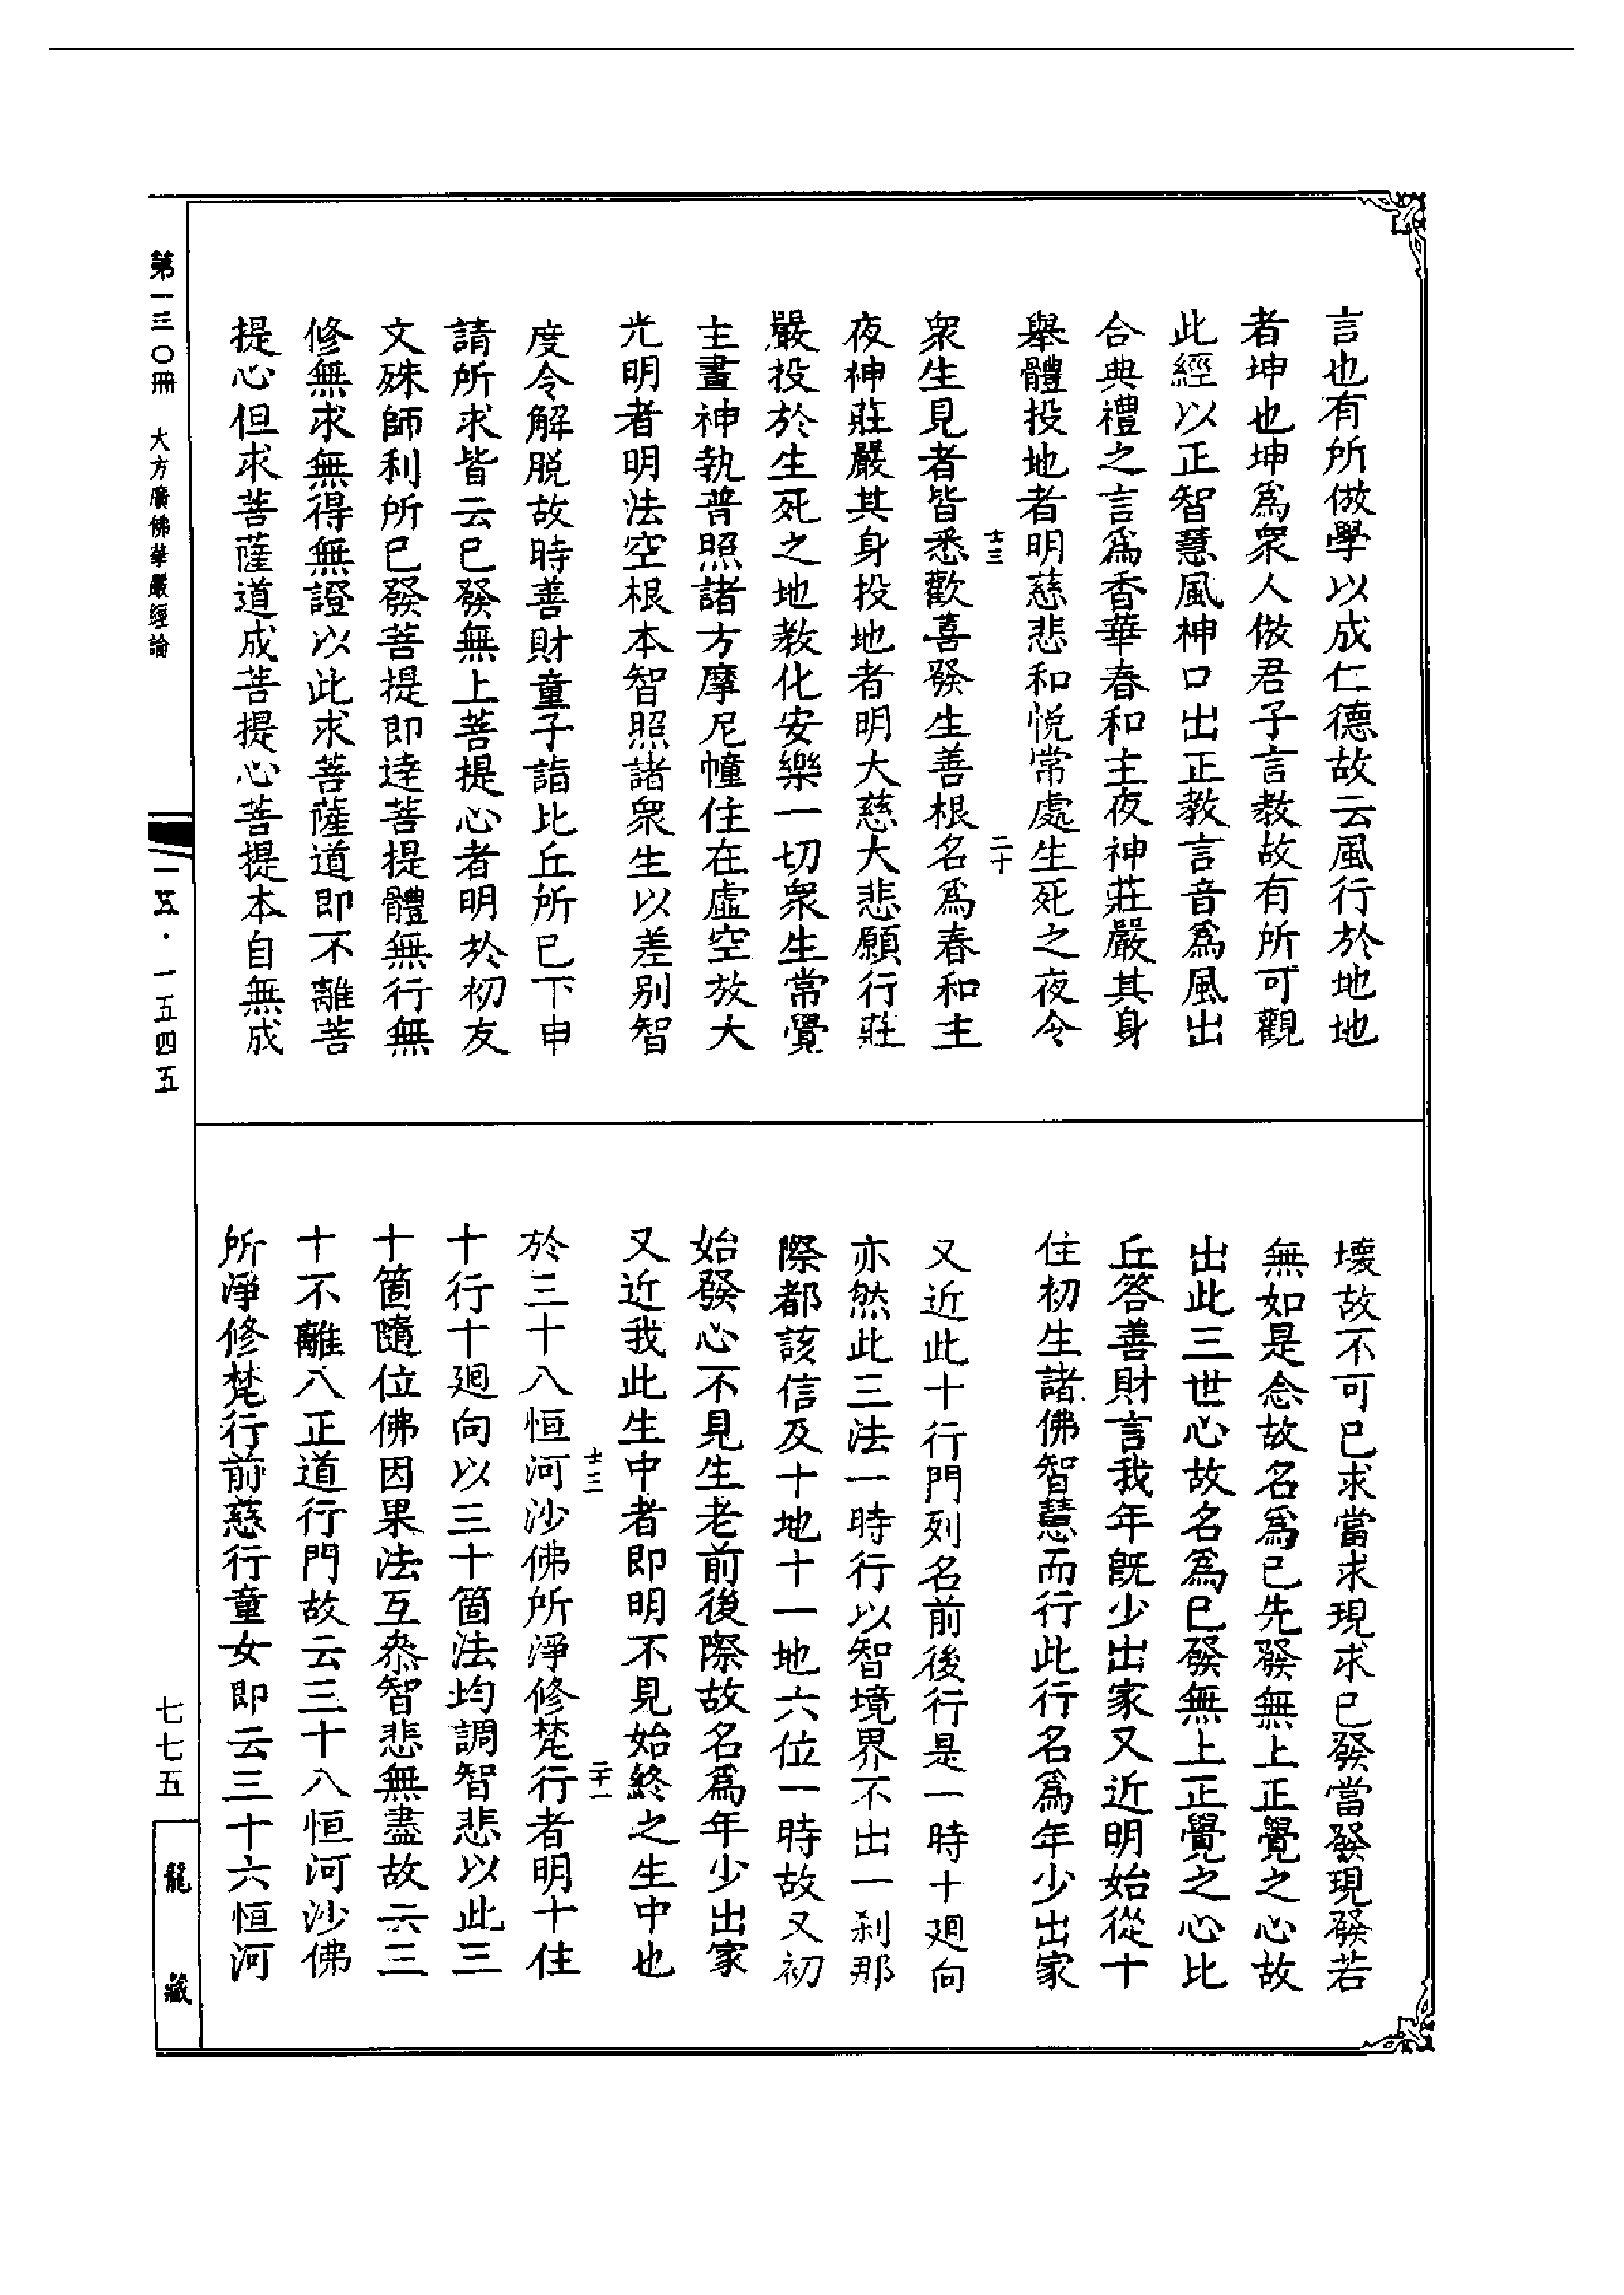 言也有所倣學以成仁德故云風行於地地
者坤也坤爲衆人倣君子言教故有所可觀
此經以正智慧風神口出正教言音爲風出
合典禮之言爲香華春和主夜神莊嚴其身
舉體投地者明慈悲和悅常處生死之夜令
衆生見者皆悉歡喜發生善根名爲春和主
夜神莊嚴其身投地者明大慈大悲願行莊
嚴投於生死之地教化安樂一切衆生常覺
主晝神執普照諸方摩尼幢住在虛空放大
光明者明法空根本智照諸衆生以差別智
度令解脫故時善財童子詣比丘所已下申
請所求皆云已發無上菩提心者明於初友
文殊師利所已發菩提即達菩提體無行無
修無求無得無證以此求菩薩道即不離菩
提心但求菩薩道成菩提心菩提本自無成
士三
二十
壞故不可已求當求現求已發當發現發若
無如是念故名爲已先發無上正覺之心故
出此三世心故名爲已發無上正覺之心比
丘答善財言我年旣少出家又近明始從十
住初生諸佛智慧而行此行名爲年少出家
又近此十行門列名前後行是一時十迴向
亦然此三法一時行以智境界不出一刹那
際都該信及十地十一地六位一時故又初
始發心不見生老前後際故名爲年少出家
又近我此生中者即明不見始終之生中也
於三十八恒河沙佛所淨修梵行者明十住
十行十迴向以三十箇法均調智悲以此三
十箇隨位佛因果法互叅智悲無盡故云三
十不離八正道行門故云三十八恒河沙佛
所淨修梵行前慈行童女即云三十六恒河
士三
二十一
第一三〇冊　大方廣佛華嚴經論
一五·一五四五
七七五
龍藏